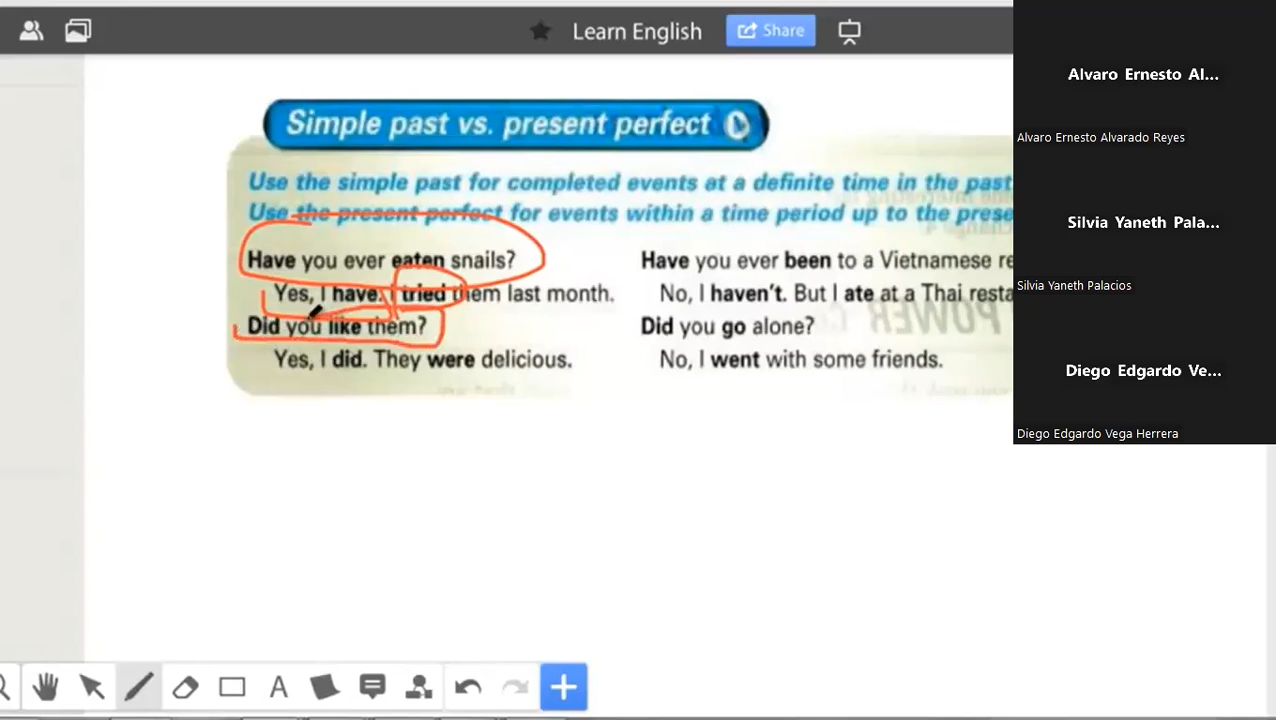 Learn English
Share
Alvaro Ernesto Al...
Alvaro Ernesto Alvarado Reyes
Silvia Yaneth Pala...
Silvia Yaneth Palacios
Diego Edgardo Ve...
Diego Edgardo Vega Herrera
Simple past vs. present perfect
Use the simple past for completed events at a definite time in the past
Use the present perfect for events within a time period up to the prese
Have you ever eaten snails?
Yes, I have. I tried them last month.
Did you like them?
Yes, I did. They were delicious.
Have you ever been to a Vietnamese re
No, I haven't. But I ate at a Thai resta
Did you go alone?
No, I went with some friends.
A